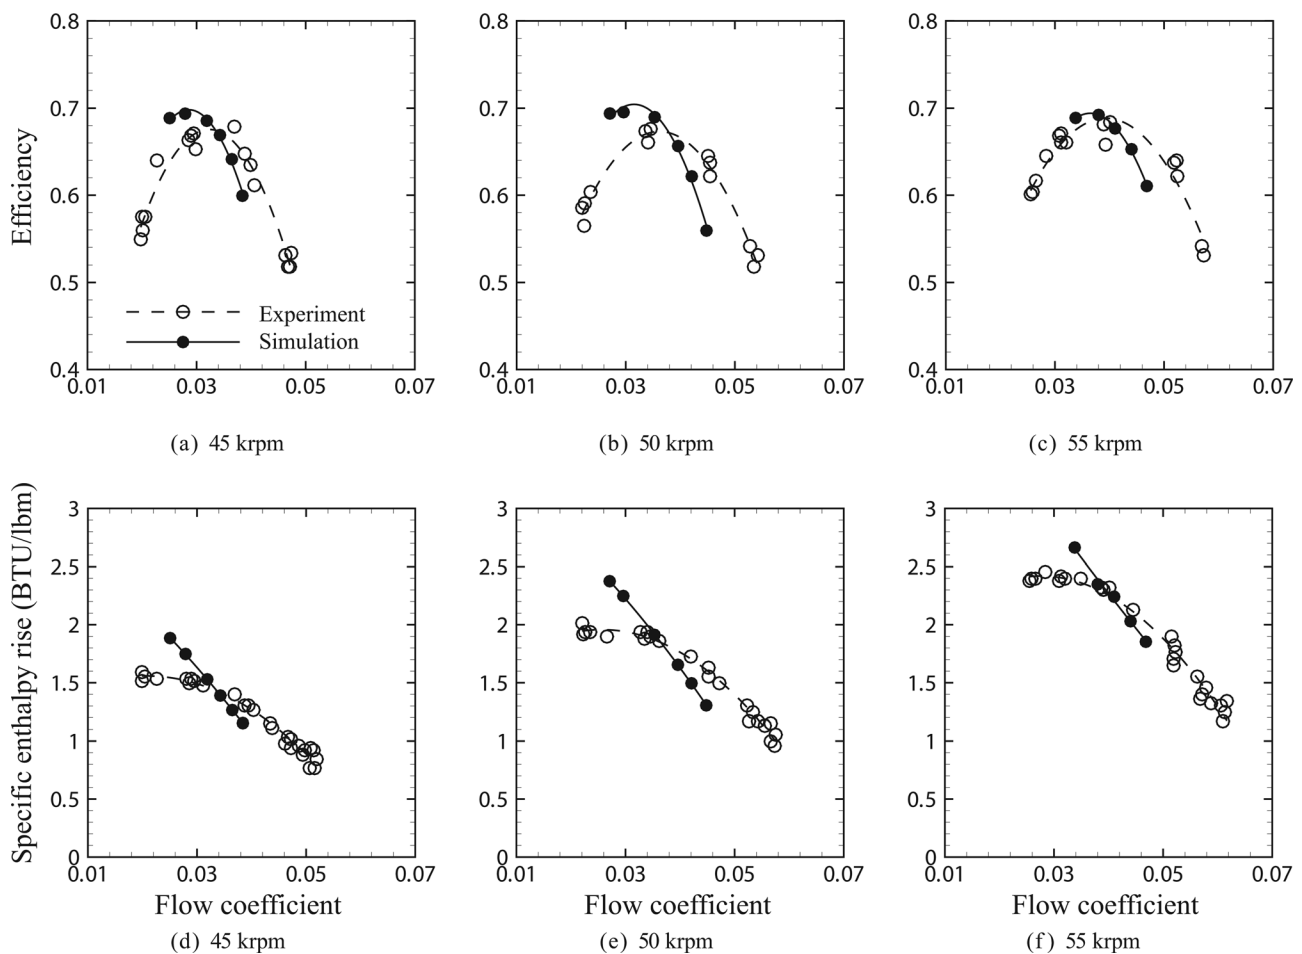 Efficiency
0.8
0.7
0.6
0.5
0.4
0.01 0.03 0.05 0.07
Experiment
Simulation
(a) 45 krpm
0.8
0.7
0.6
0.5
0.4
0.01 0.03 0.05 0.07
(b) 50 krpm
0.8
0.7
0.6
0.5
0.4
0.01 0.03 0.05 0.07
(c) 55 krpm
Specific enthalpy rise (BTU/lbm)
3
2.5
2
1.5
1
0.5
0
0.01 0.03 0.05 0.07
Flow coefficient
(d) 45 krpm
3
2.5
2
1.5
1
0.5
0
0.01 0.03 0.05 0.07
Flow coefficient
(e) 50 krpm
3
2.5
2
1.5
1
0.5
0
0.01 0.03 0.05 0.07
Flow coefficient
(f) 55 krpm